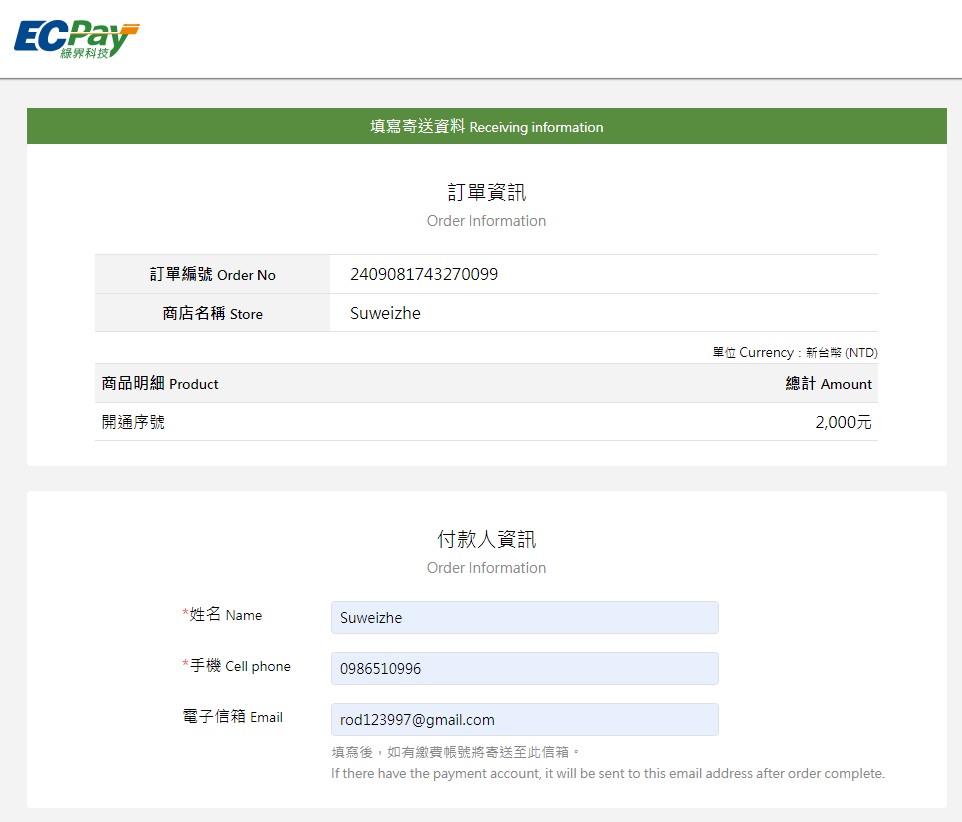 ECPay
綠界科技
填寫寄送資料 Receiving information
訂單資訊
Order Information
訂單編號 Order No 2409081743270099
商店名稱 Store Suweizhe
單位 Currency：新台幣 (NTD)
商品明細 Product 總計 Amount
開通序號 2,000元
付款人資訊
Order Information
*姓名 Name Suweizhe
*手機 Cell phone 0986510996
電子信箱 Email rod123997@gmail.com
填寫後，如有繳費帳號將寄送至此信箱。
If there have the payment account, it will be sent to this email address after order complete.